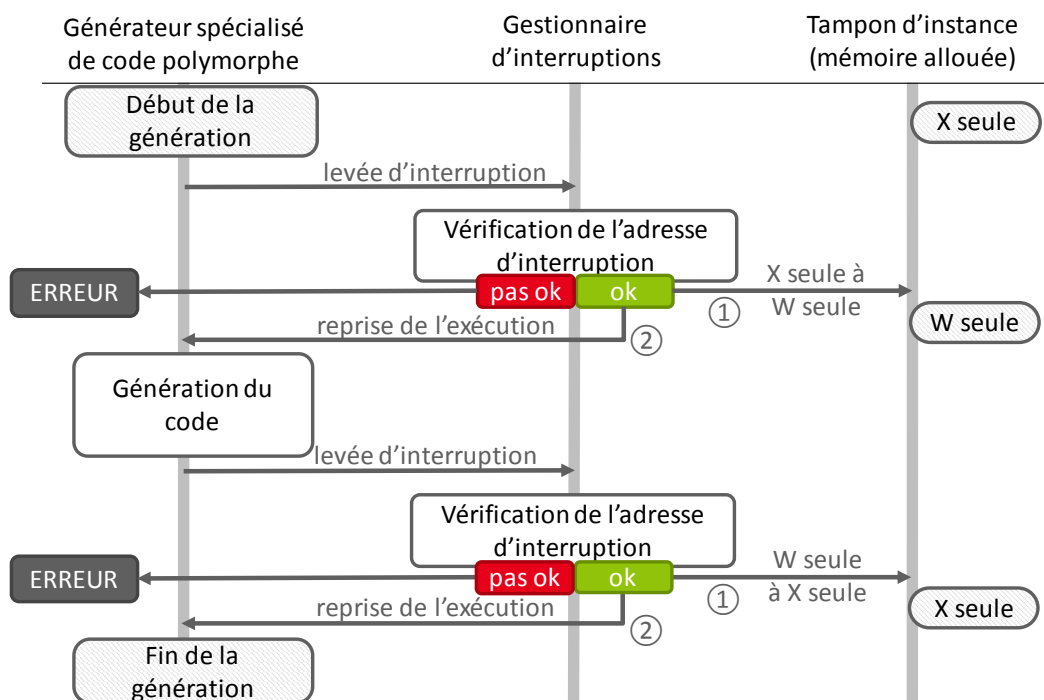 Générateur spécialisé
de code polymorphe
Gestionnaire
d'interruptions
Tampon d'instance
(mémoire allouée)
Début de la
génération
X seule
levée d'interruption
Vérification de l'adresse
d'interruption
ERREUR
pas ok
ok
①
X seule à
W seule
W seule
reprise de l'exécution
②
Génération du
code
levée d'interruption
Vérification de l'adresse
d'interruption
ERREUR
pas ok
ok
①
W seule
à X seule
X seule
reprise de l'exécution
②
Fin de la
génération